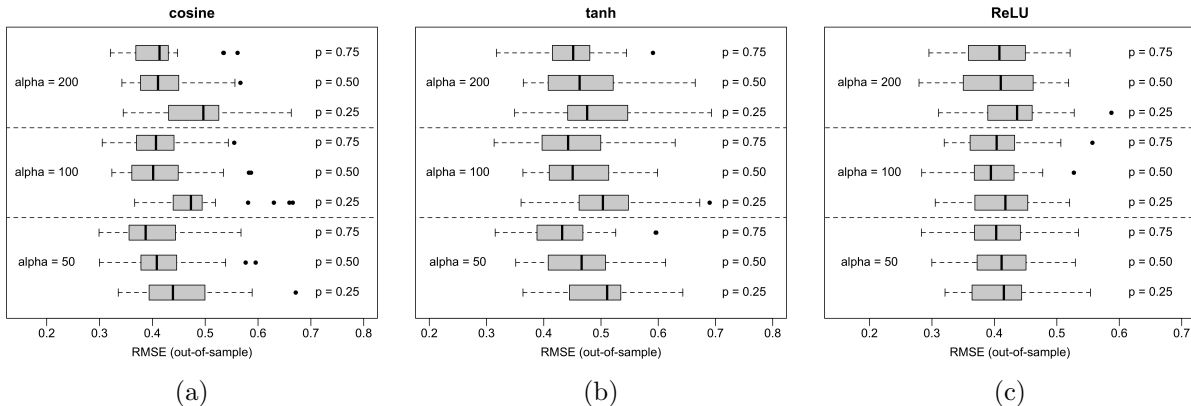 cosine
p = 0.75
alpha = 200
p = 0.50
p = 0.25
p = 0.75
alpha = 100
p = 0.50
p = 0.25
p = 0.75
alpha = 50
p = 0.50
p = 0.25
0.2 0.3 0.4 0.5 0.6 0.7 0.8
RMSE (out-of-sample)
(a)
tanh
p = 0.75
alpha = 200
p = 0.50
p = 0.25
p = 0.75
alpha = 100
p = 0.50
p = 0.25
p = 0.75
alpha = 50
p = 0.50
p = 0.25
0.2 0.3 0.4 0.5 0.6 0.7 0.8
RMSE (out-of-sample)
(b)
ReLU
p = 0.75
alpha = 200
p = 0.50
p = 0.25
p = 0.75
alpha = 100
p = 0.50
p = 0.25
p = 0.75
alpha = 50
p = 0.50
p = 0.25
0.2 0.3 0.4 0.5 0.6 0.7
RMSE (out-of-sample)
(c)